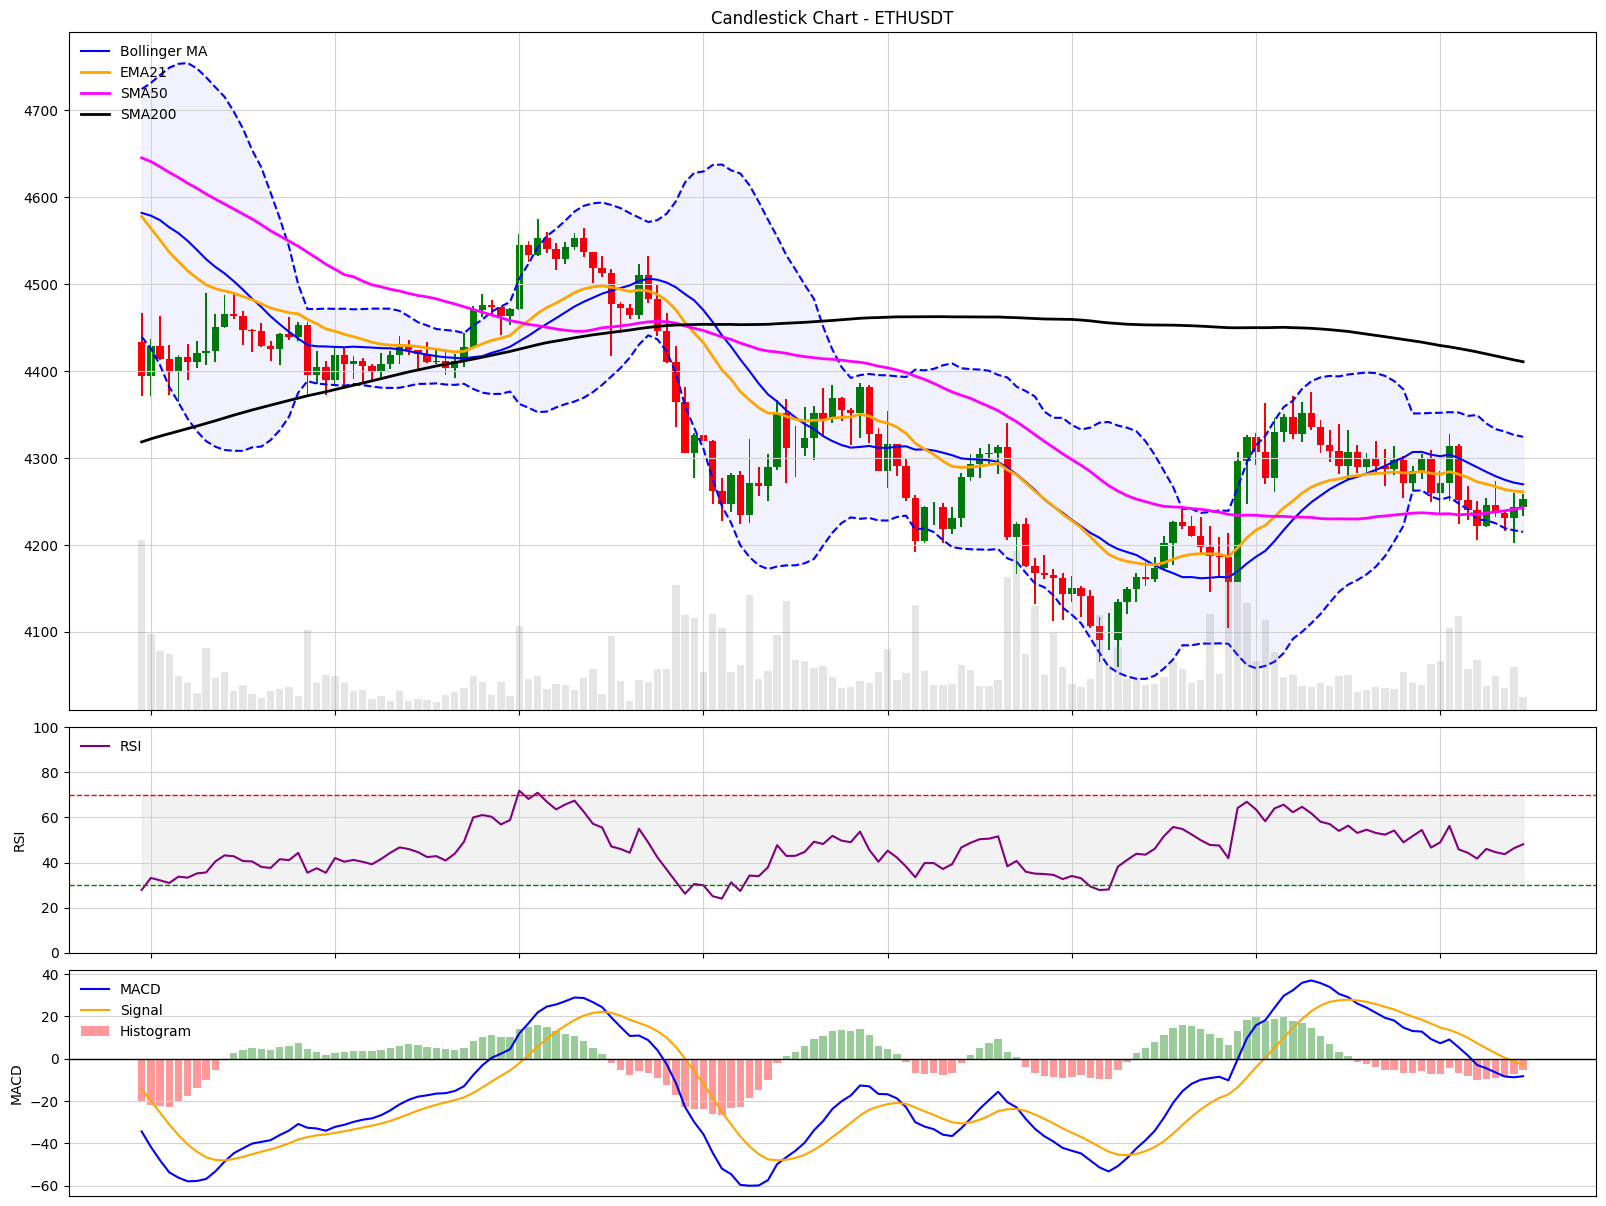 Candlestick Chart - ETHUSDT
Bollinger MA
EMA21
SMA50
SMA200
4700
4600
4500
4400
4300
4200
4100
RSI
100
80
60
40
20
0
RSI
MACD
Signal
Histogram
40
20
0
−20
−40
−60
MACD